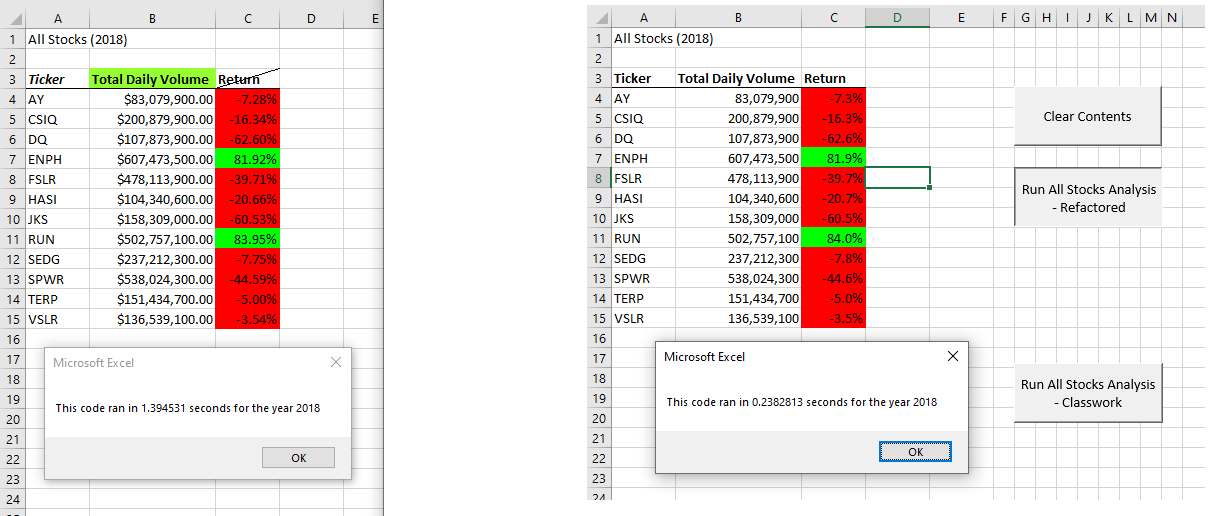 A B C D E
1 All Stocks (2018)
2
3 Ticker Total Daily Volume Return
4 AY $83,079,900.00 -7.28%
5 CSIQ $200,879,900.00 -16.34%
6 DQ $107,873,900.00 -62.60%
7 ENPH $607,473,500.00 81.92%
8 FSLR $478,113,900.00 -39.71%
9 HASI $104,340,600.00 -20.66%
10 JKS $158,309,000.00 -60.53%
11 RUN $502,757,100.00 83.95%
12 SEDG $237,212,300.00 -7.75%
13 SPWR $538,024,300.00 -44.59%
14 TERP $151,434,700.00 -5.00%
15 VSLR $136,539,100.00 -3.54%
16
17
18
19
20
21
22
23
24
Microsoft Excel
This code ran in 1.394531 seconds for the year 2018
OK
A B C D E F G H I J K L M N
1 All Stocks (2018)
2
3 Ticker Total Daily Volume Return
4 AY 83,079,900 -7.3%
5 CSIQ 200,879,900 -16.3%
6 DQ 107,873,900 -62.6%
7 ENPH 607,473,500 81.9%
8 FSLR 478,113,900 -39.7%
9 HASI 104,340,600 -20.7%
10 JKS 158,309,000 -60.5%
11 RUN 502,757,100 84.0%
12 SEDG 237,212,300 -7.8%
13 SPWR 538,024,300 -44.6%
14 TERP 151,434,700 -5.0%
15 VSLR 136,539,100 -3.5%
16
17
18
19
20
21
22
23
24
Microsoft Excel
This code ran in 0.2382813 seconds for the year 2018
OK
Clear Contents
Run All Stocks Analysis
- Refactored
Run All Stocks Analysis
- Classwork